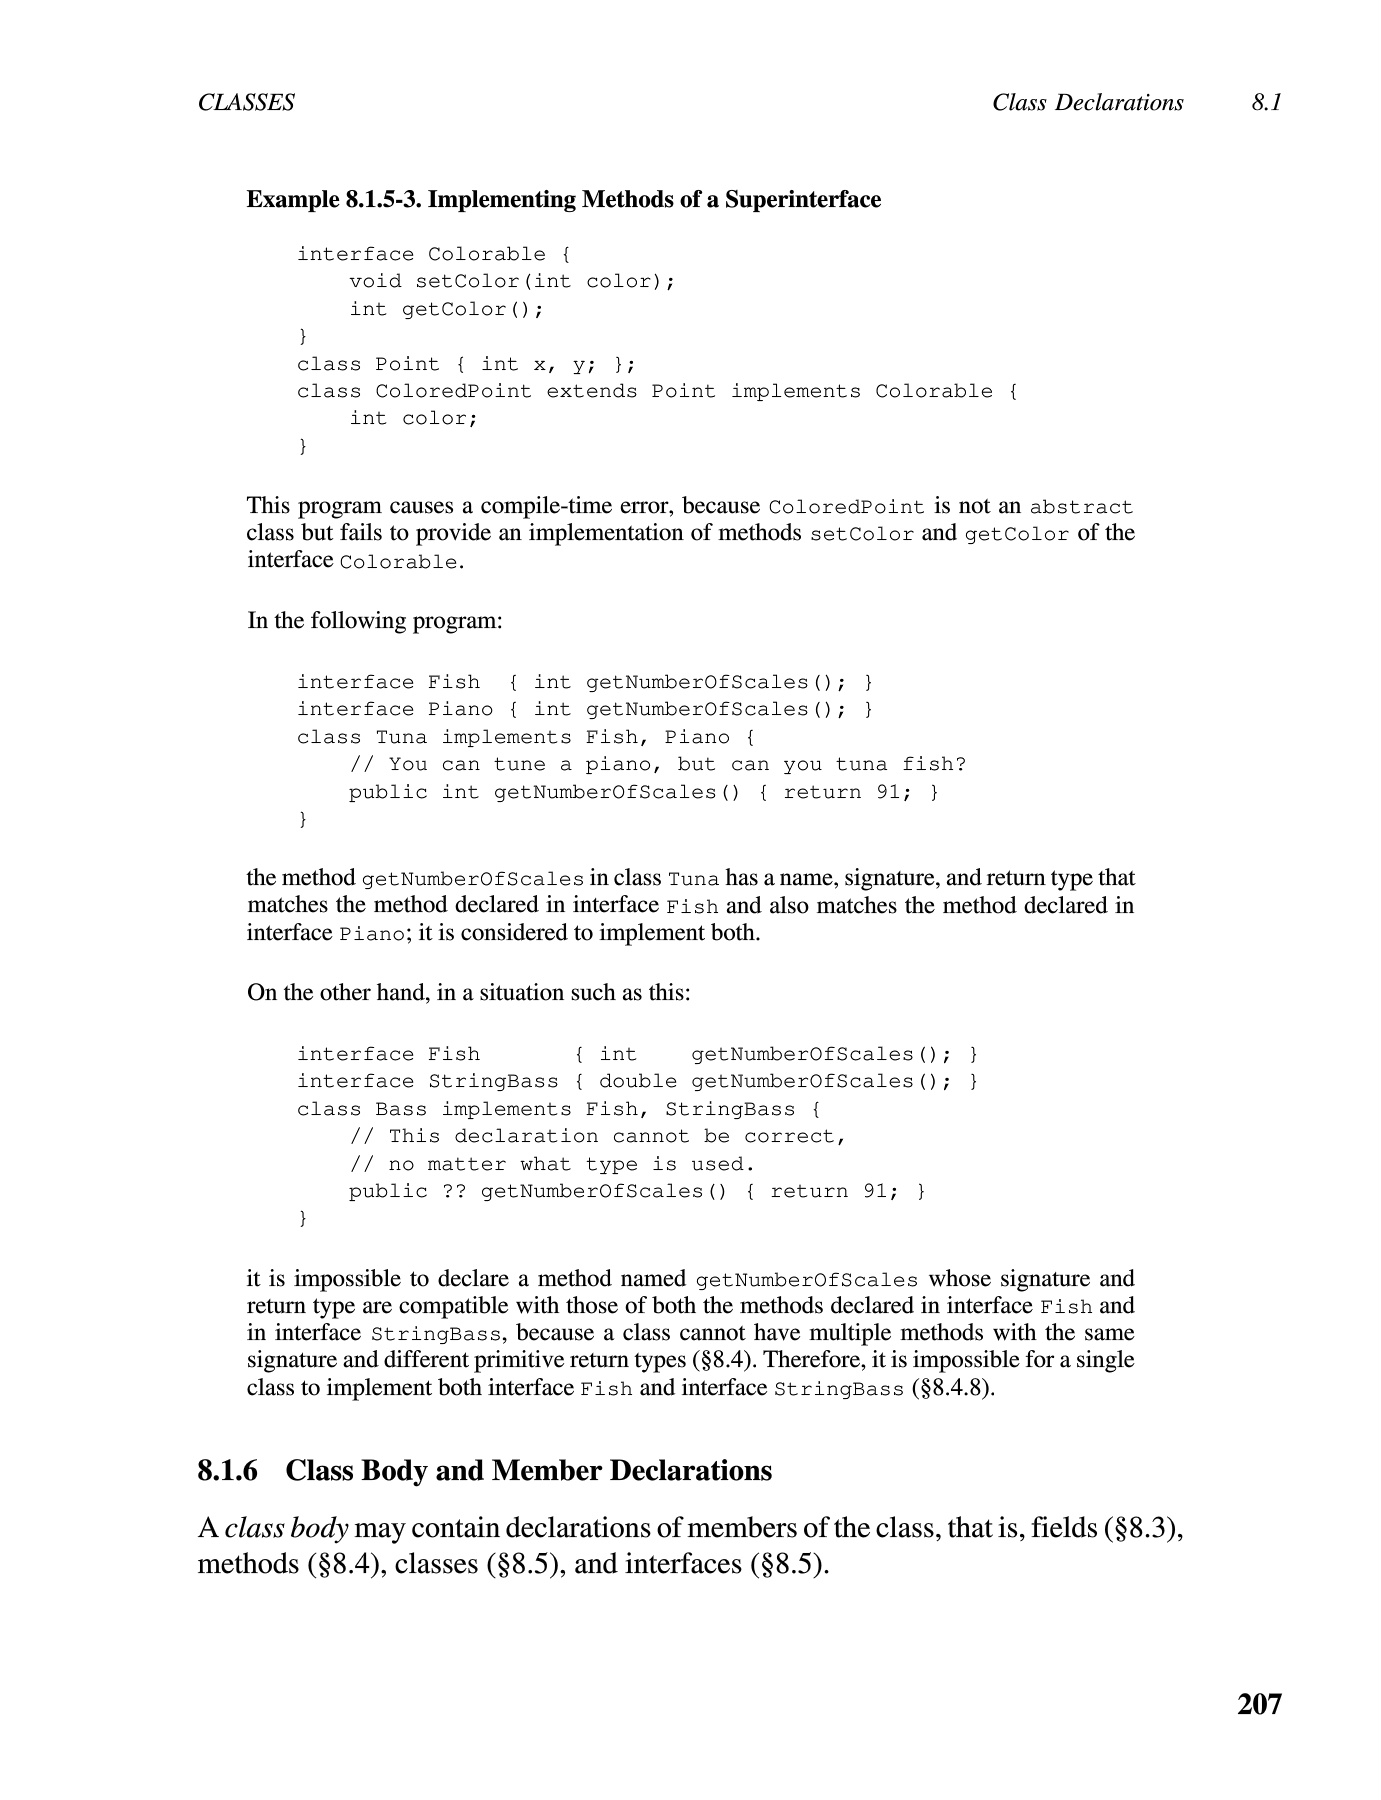 CLASSES Class Declarations 8.1
Example 8.1.5-3. Implementing Methods of a Superinterface
interface Colorable {
    void setColor(int color);
    int getColor();
}
class Point { int x, y; };
class ColoredPoint extends Point implements Colorable {
    int color;
}
This program causes a compile-time error, because ColoredPoint is not an abstract
class but fails to provide an implementation of methods setColor and getColor of the
interface Colorable.
In the following program:
interface Fish  { int getNumberOfScales(); }
interface Piano { int getNumberOfScales(); }
class Tuna implements Fish, Piano {
    // You can tune a piano, but can you tuna fish?
    public int getNumberOfScales() { return 91; }
}
the method getNumberOfScales in class Tuna has a name, signature, and return type that
matches the method declared in interface Fish and also matches the method declared in
interface Piano; it is considered to implement both.
On the other hand, in a situation such as this:
interface Fish       { int    getNumberOfScales(); }
interface StringBass { double getNumberOfScales(); }
class Bass implements Fish, StringBass {
    // This declaration cannot be correct,
    // no matter what type is used.
    public ?? getNumberOfScales() { return 91; }
}
it is impossible to declare a method named getNumberOfScales whose signature and
return type are compatible with those of both the methods declared in interface Fish and
in interface StringBass, because a class cannot have multiple methods with the same
signature and different primitive return types (§8.4). Therefore, it is impossible for a single
class to implement both interface Fish and interface StringBass (§8.4.8).
8.1.6 Class Body and Member Declarations
A class body may contain declarations of members of the class, that is, fields (§8.3),
methods (§8.4), classes (§8.5), and interfaces (§8.5).
207